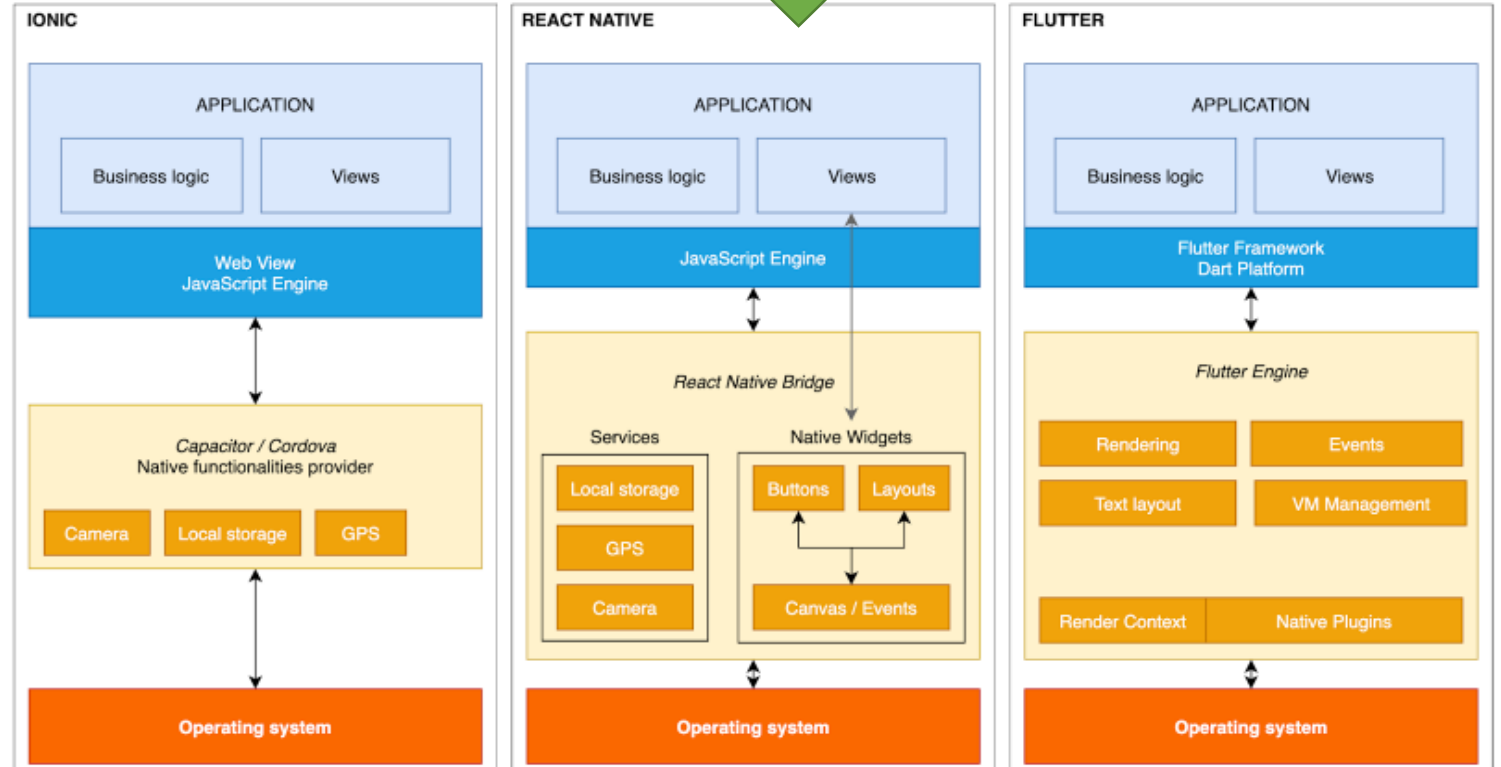 IONIC
APPLICATION
Business logic
Views
Web View
JavaScript Engine
Capacitor / Cordova
Native functionalities provider
Camera
Local storage
GPS
Operating system
REACT NATIVE
APPLICATION
Business logic
Views
JavaScript Engine
React Native Bridge
Services
Local storage
GPS
Camera
Native Widgets
Buttons
Layouts
Canvas / Events
Operating system
FLUTTER
APPLICATION
Business logic
Views
Flutter Framework
Dart Platform
Flutter Engine
Rendering
Events
Text layout
VM Management
Render Context
Native Plugins
Operating system